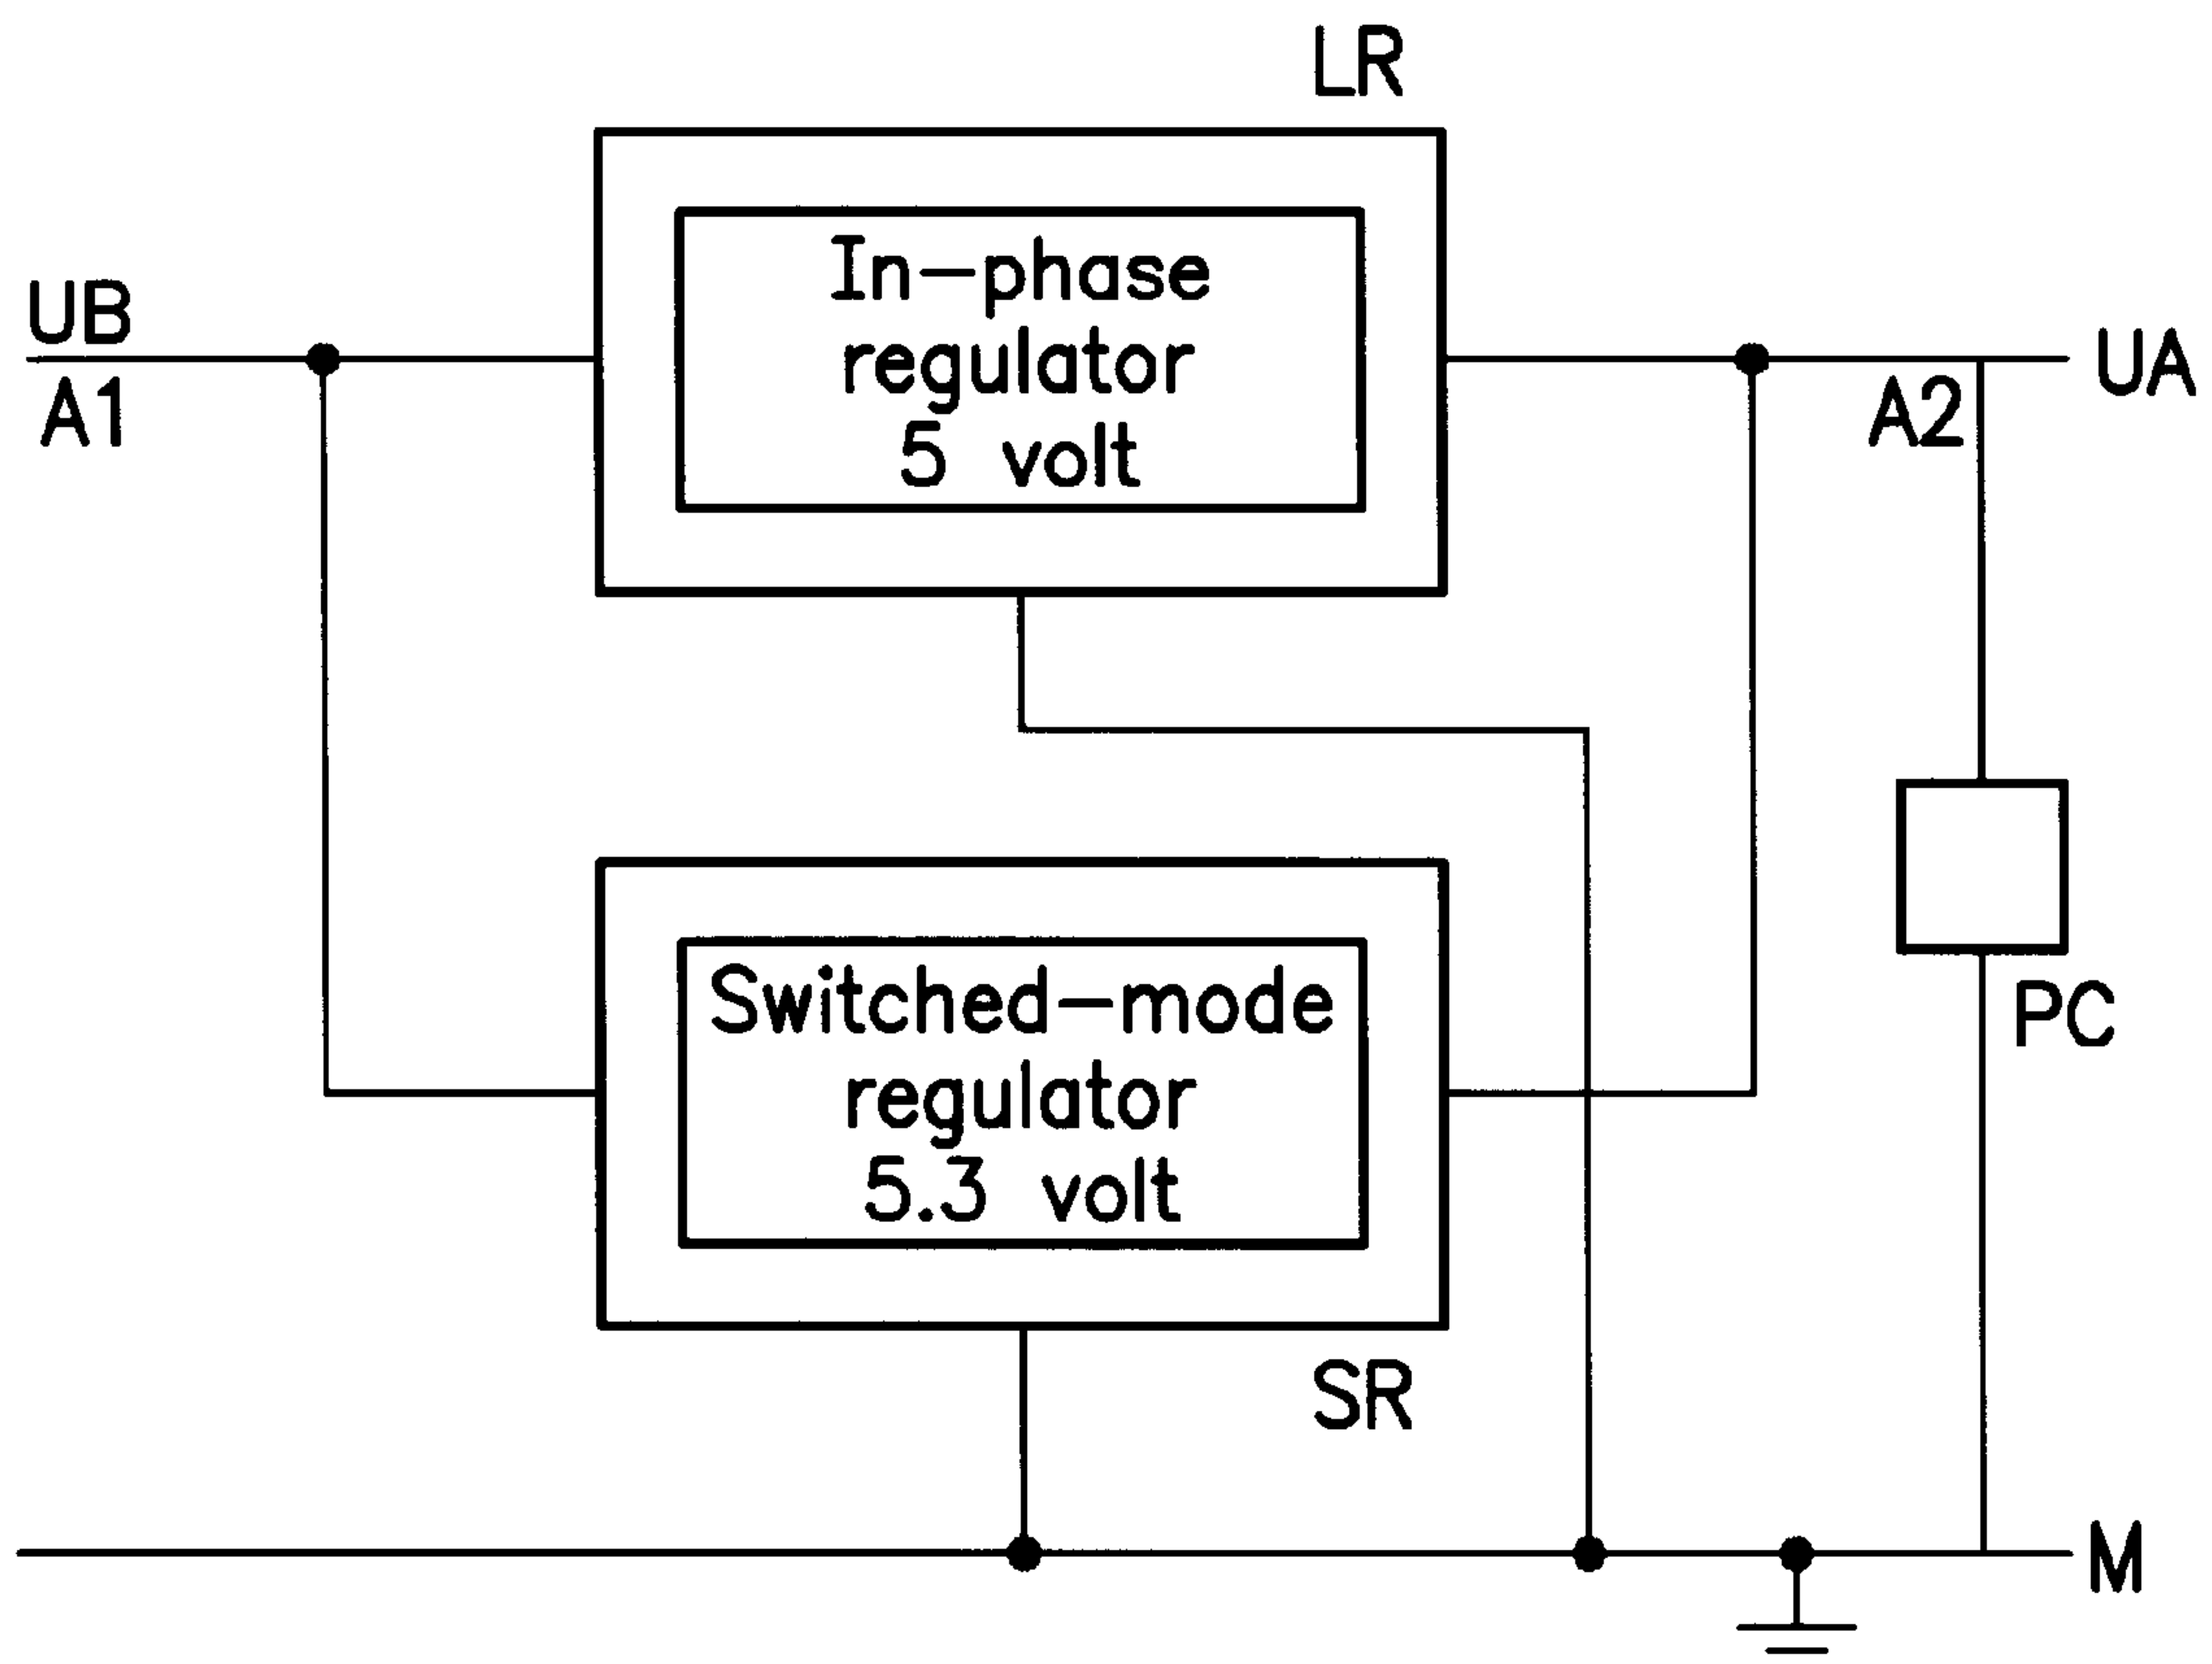 LR
In-phase
regulator
5 volt
UB
A1
UA
A2
Switched-mode
regulator
5.3 volt
PC
SR
M